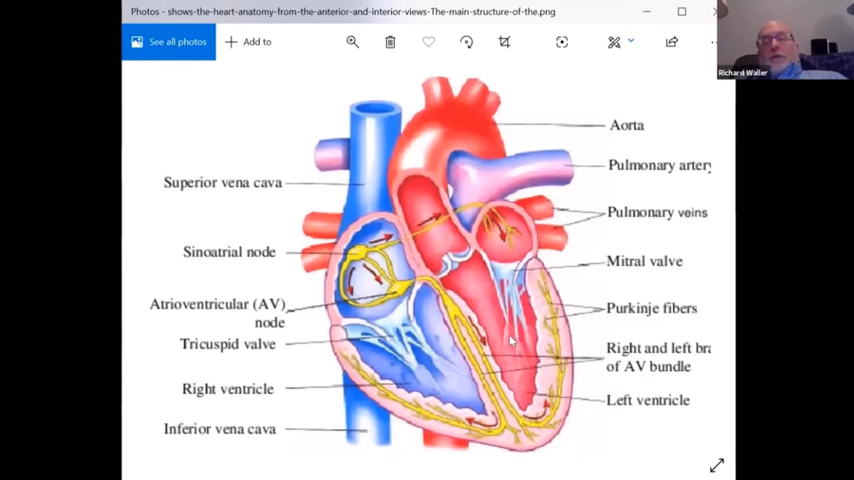 Photos - shows-the-heart-anatomy-from-the-anterior-and-interior-views-The-main-structure-of-the.png
See all photos
Add to
Richard Waller
Aorta
Pulmonary artery
Superior vena cava
Pulmonary veins
Sinoatrial node
Mitral valve
Atrioventricular (AV)
node
Purkinje fibers
Tricuspid valve
Right and left bra
of AV bundle
Right ventricle
Left ventricle
Inferior vena cava